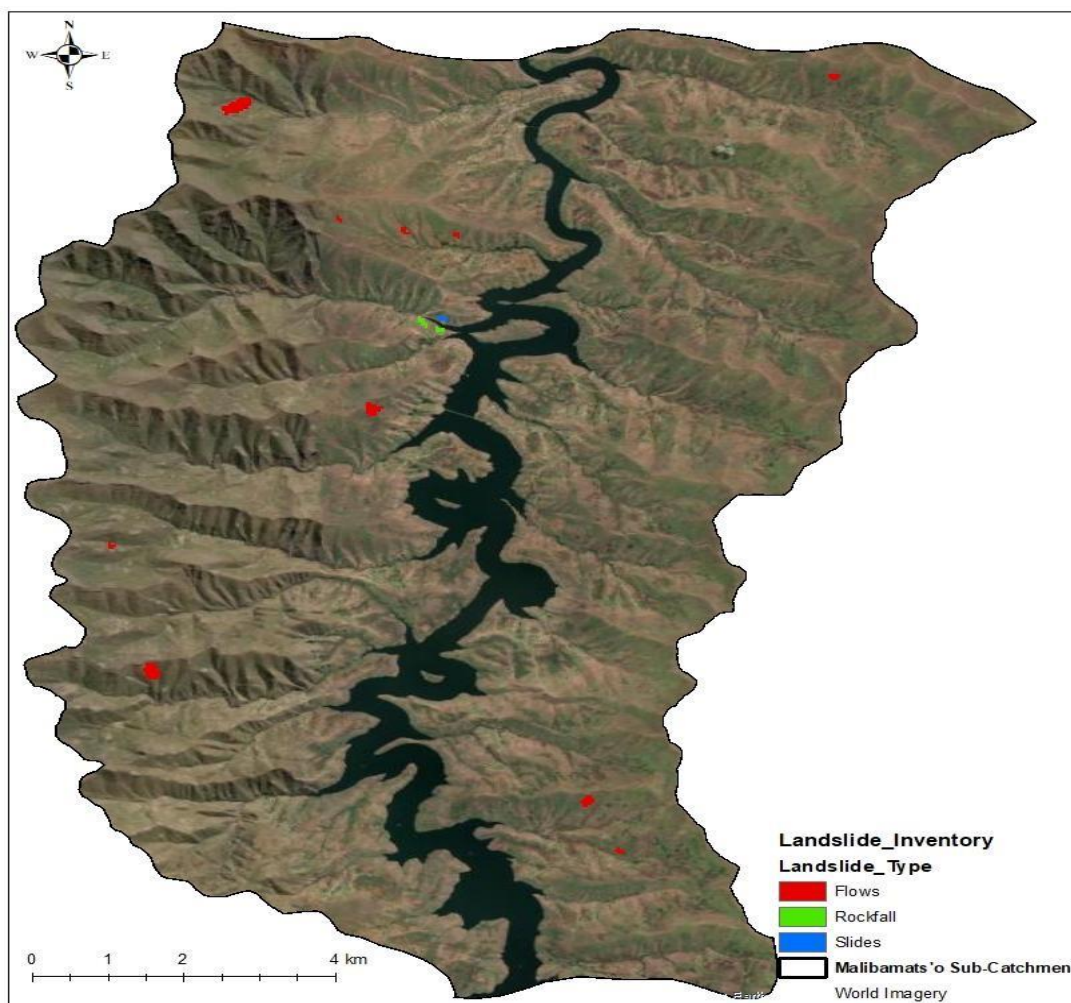 N
W E
S
Landslide_Inventory
Landslide_Type
Flows
Rockfall
Slides
Malibamats'o Sub-Catchmen
World Imagery
0 1 2 4 km